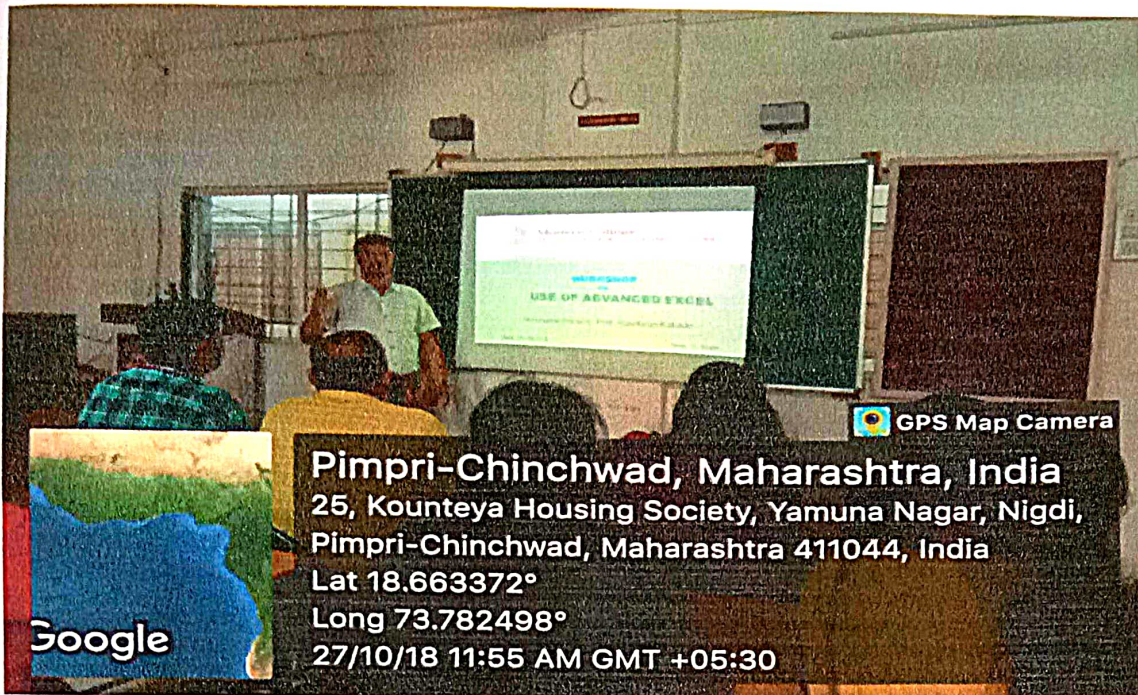 WORKSHOP
USE OF ADVANCED EXCEL
GPS Map Camera
Pimpri-Chinchwad, Maharashtra, India
25, Kounteya Housing Society, Yamuna Nagar, Nigdi,
Pimpri-Chinchwad, Maharashtra 411044, India
Lat 18.663372°
Long 73.782498°
27/10/18 11:55 AM GMT +05:30
Google